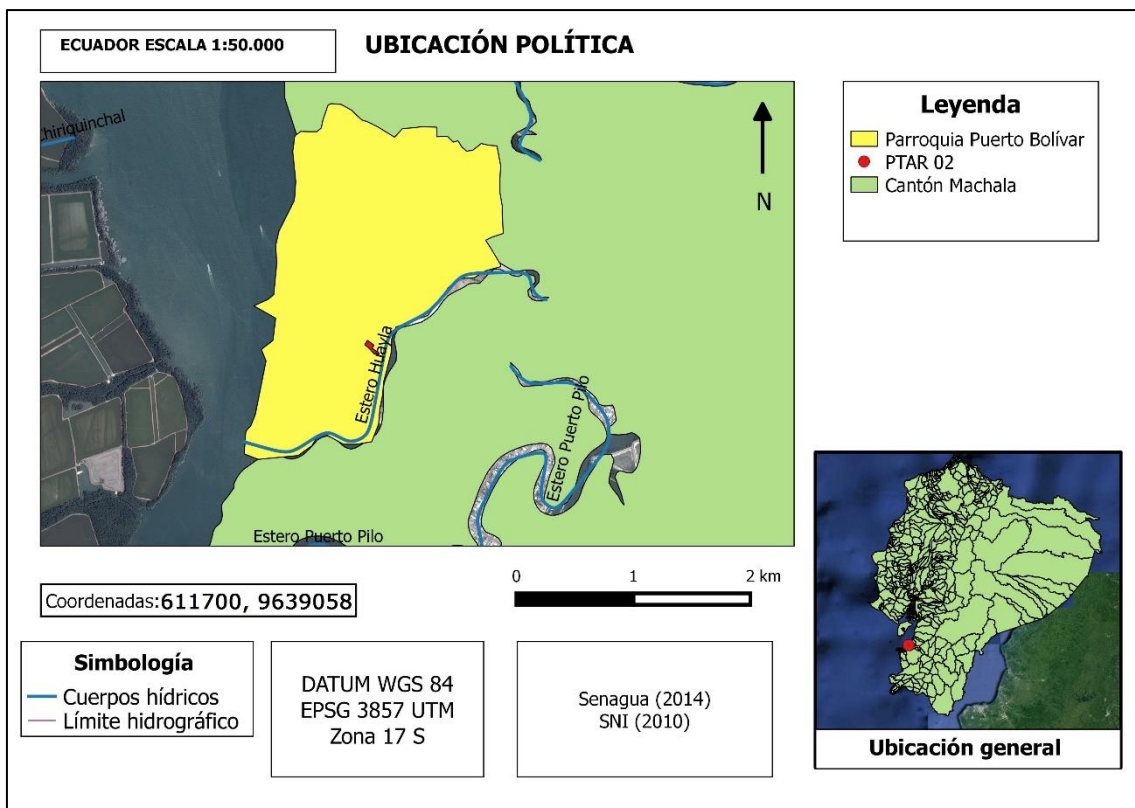 ECUADOR ESCALA 1:50.000
UBICACIÓN POLÍTICA
Chiriquinchal
N
Estero Huayla
Estero Puerto Pilo
Estero Puerto Pilo
Leyenda
Parroquia Puerto Bolívar
PTAR 02
Cantón Machala
0 1 2 km
Coordenadas:611700, 9639058
Simbología
Cuerpos hídricos
Límite hidrográfico
DATUM WGS 84
EPSG 3857 UTM
Zona 17 S
Senagua (2014)
SNI (2010)
Ubicación general